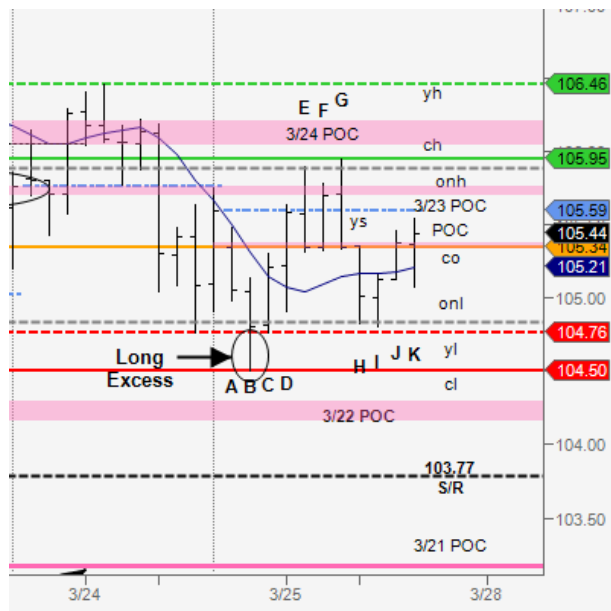 107.00
106.46
yh
E F G
3/24 POC
ch
105.95
onh
3/23 POC
105.59
ys
POC
105.44
105.34
co
105.21
105.00
onl
104.76
Long
Excess
yl
J K
H I
104.50
A B C D
cl
3/22 POC
104.00
103.77
S/R
103.50
3/21 POC
3/24
3/25
3/28